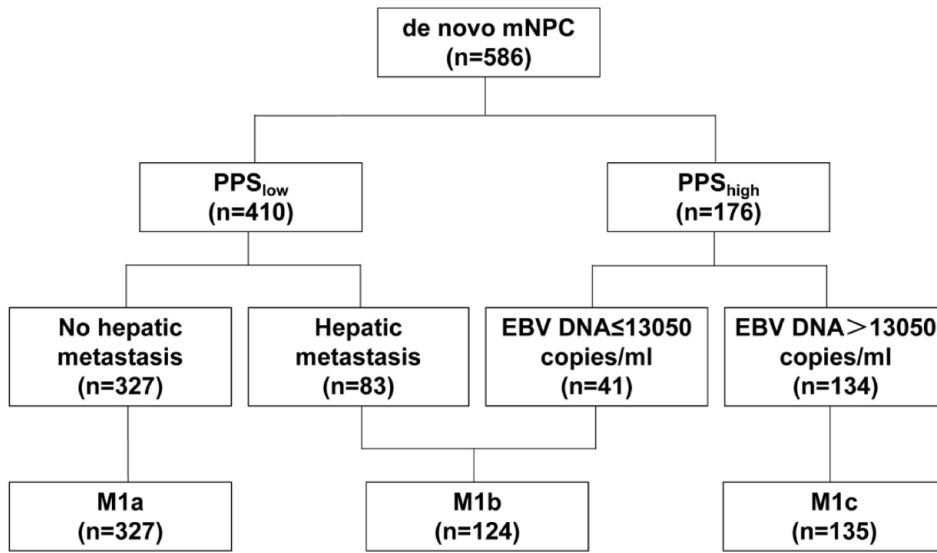 de novo mNPC
(n=586)
PPSlow
(n=410)
PPShigh
(n=176)
No hepatic
metastasis
(n=327)
Hepatic
metastasis
(n=83)
EBV DNA≤13050
copies/ml
(n=41)
EBV DNA＞13050
copies/ml
(n=134)
M1a
(n=327)
M1b
(n=124)
M1c
(n=135)